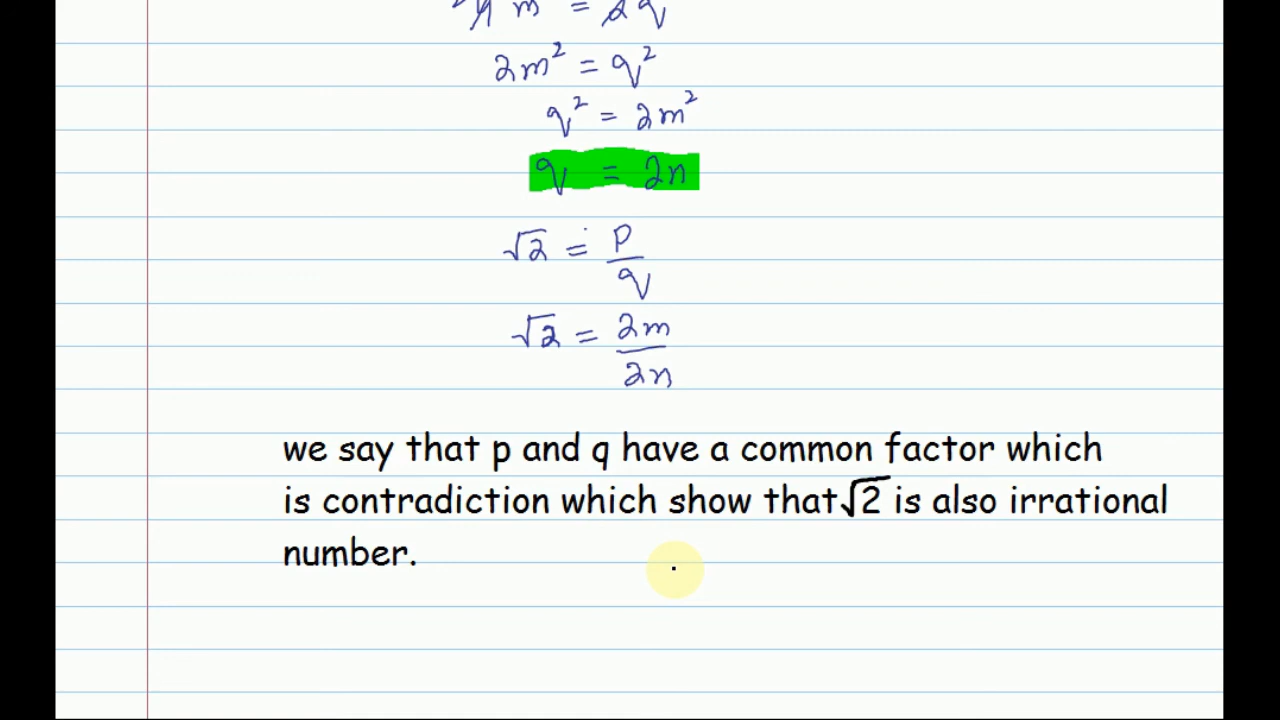 m = 2q
2m² = q²
q² = 2m²
q = 2n
√2 = p/q
√2 = 2m/2n
we say that p and q have a common factor which
is contradiction which show that √2 is also irrational
number.